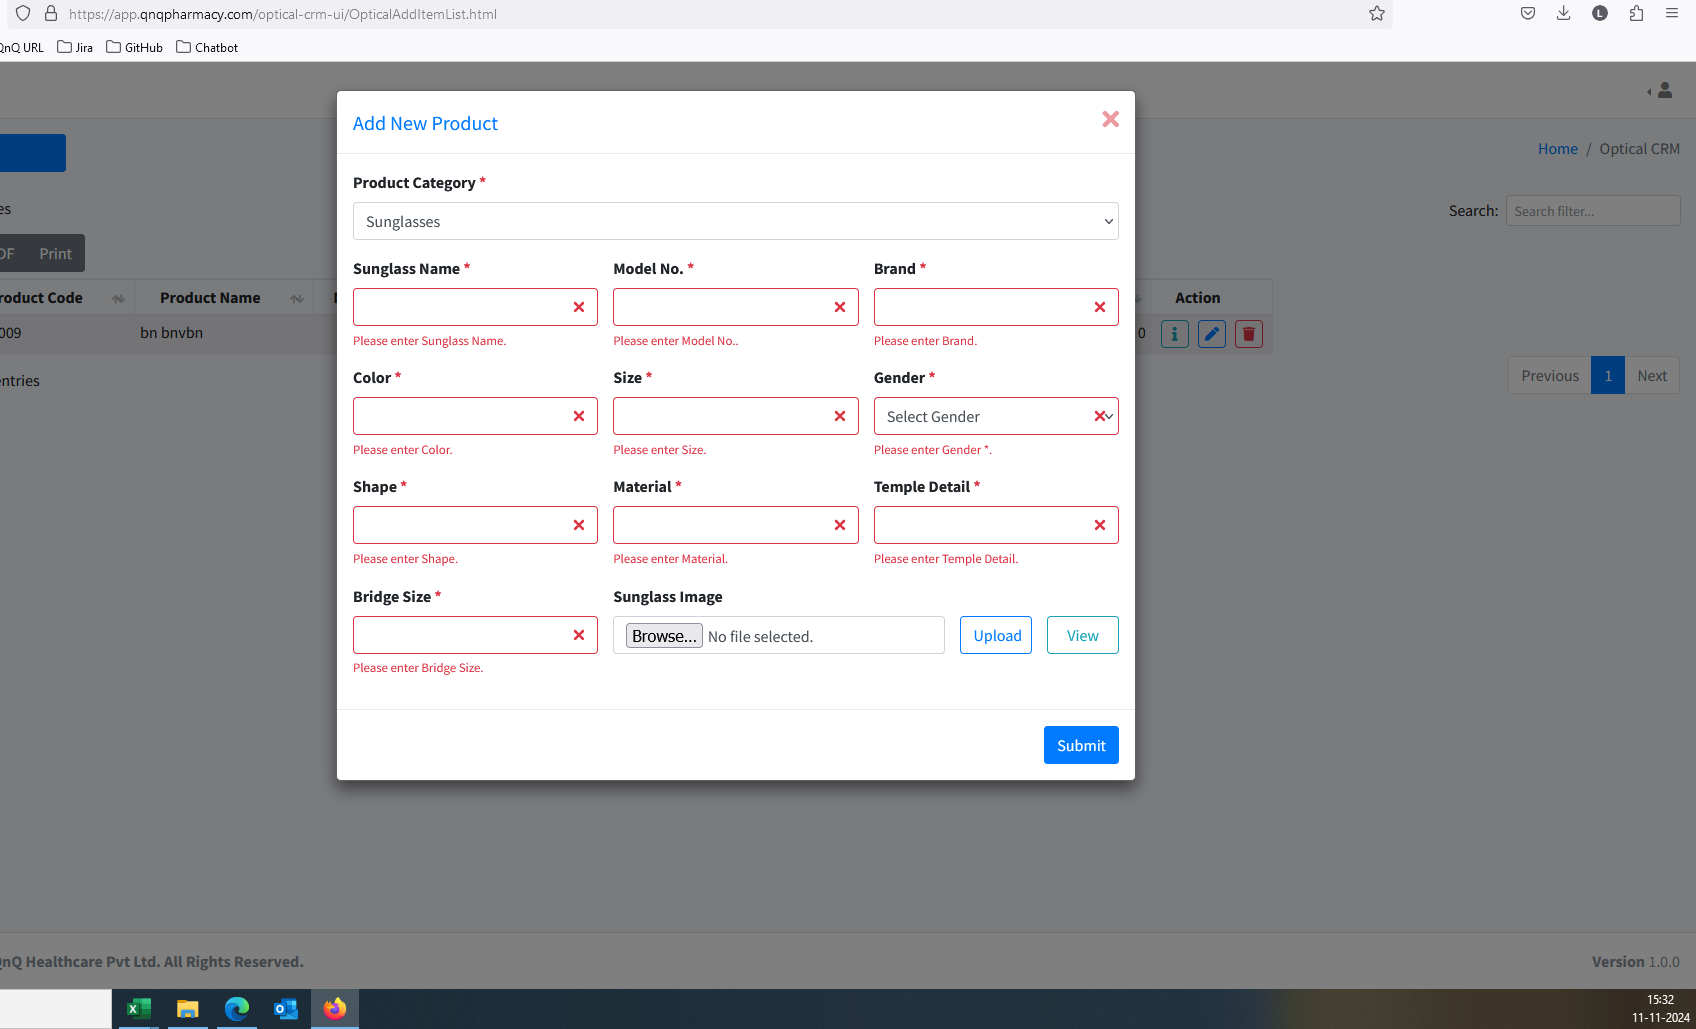 https://app.qnqpharmacy.com/optical-crm-ui/OpticalAddItemList.html
L
QnQ URL Jira GitHub Chatbot
Add New Product
Home / Optical CRM
Product Category *
Sunglasses
es
Search: Search filter...
DF Print
Sunglass Name * Model No. * Brand *
roduct Code Product Name Action
Please enter Sunglass Name. Please enter Model No.. Please enter Brand.
009 bn bnvbn 0
Color * Size * Gender *
entries
Previous 1 Next
Select Gender
Please enter Color. Please enter Size. Please enter Gender *.
Shape * Material * Temple Detail *
Please enter Shape. Please enter Material. Please enter Temple Detail.
Bridge Size * Sunglass Image
Browse... No file selected. Upload View
Please enter Bridge Size.
Submit
QnQ Healthcare Pvt Ltd. All Rights Reserved.
Version 1.0.0
15:32
11-11-2024